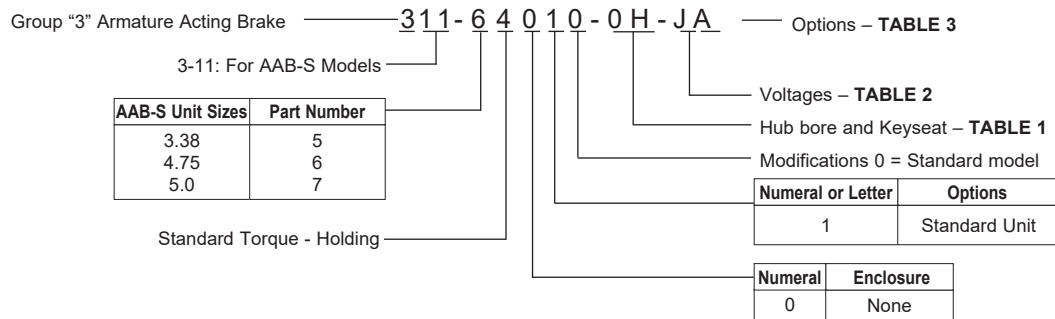 Group “3” Armature Acting Brake 311-64010-0H-JA Options – TABLE 3
3-11: For AAB-S Models
AAB-S Unit Sizes Part Number
3.38 5
4.75 6
5.0 7
Standard Torque - Holding
Voltages – TABLE 2
Hub bore and Keyseat – TABLE 1
Modifications 0 = Standard model
Numeral or Letter Options
1 Standard Unit
Numeral Enclosure
0 None